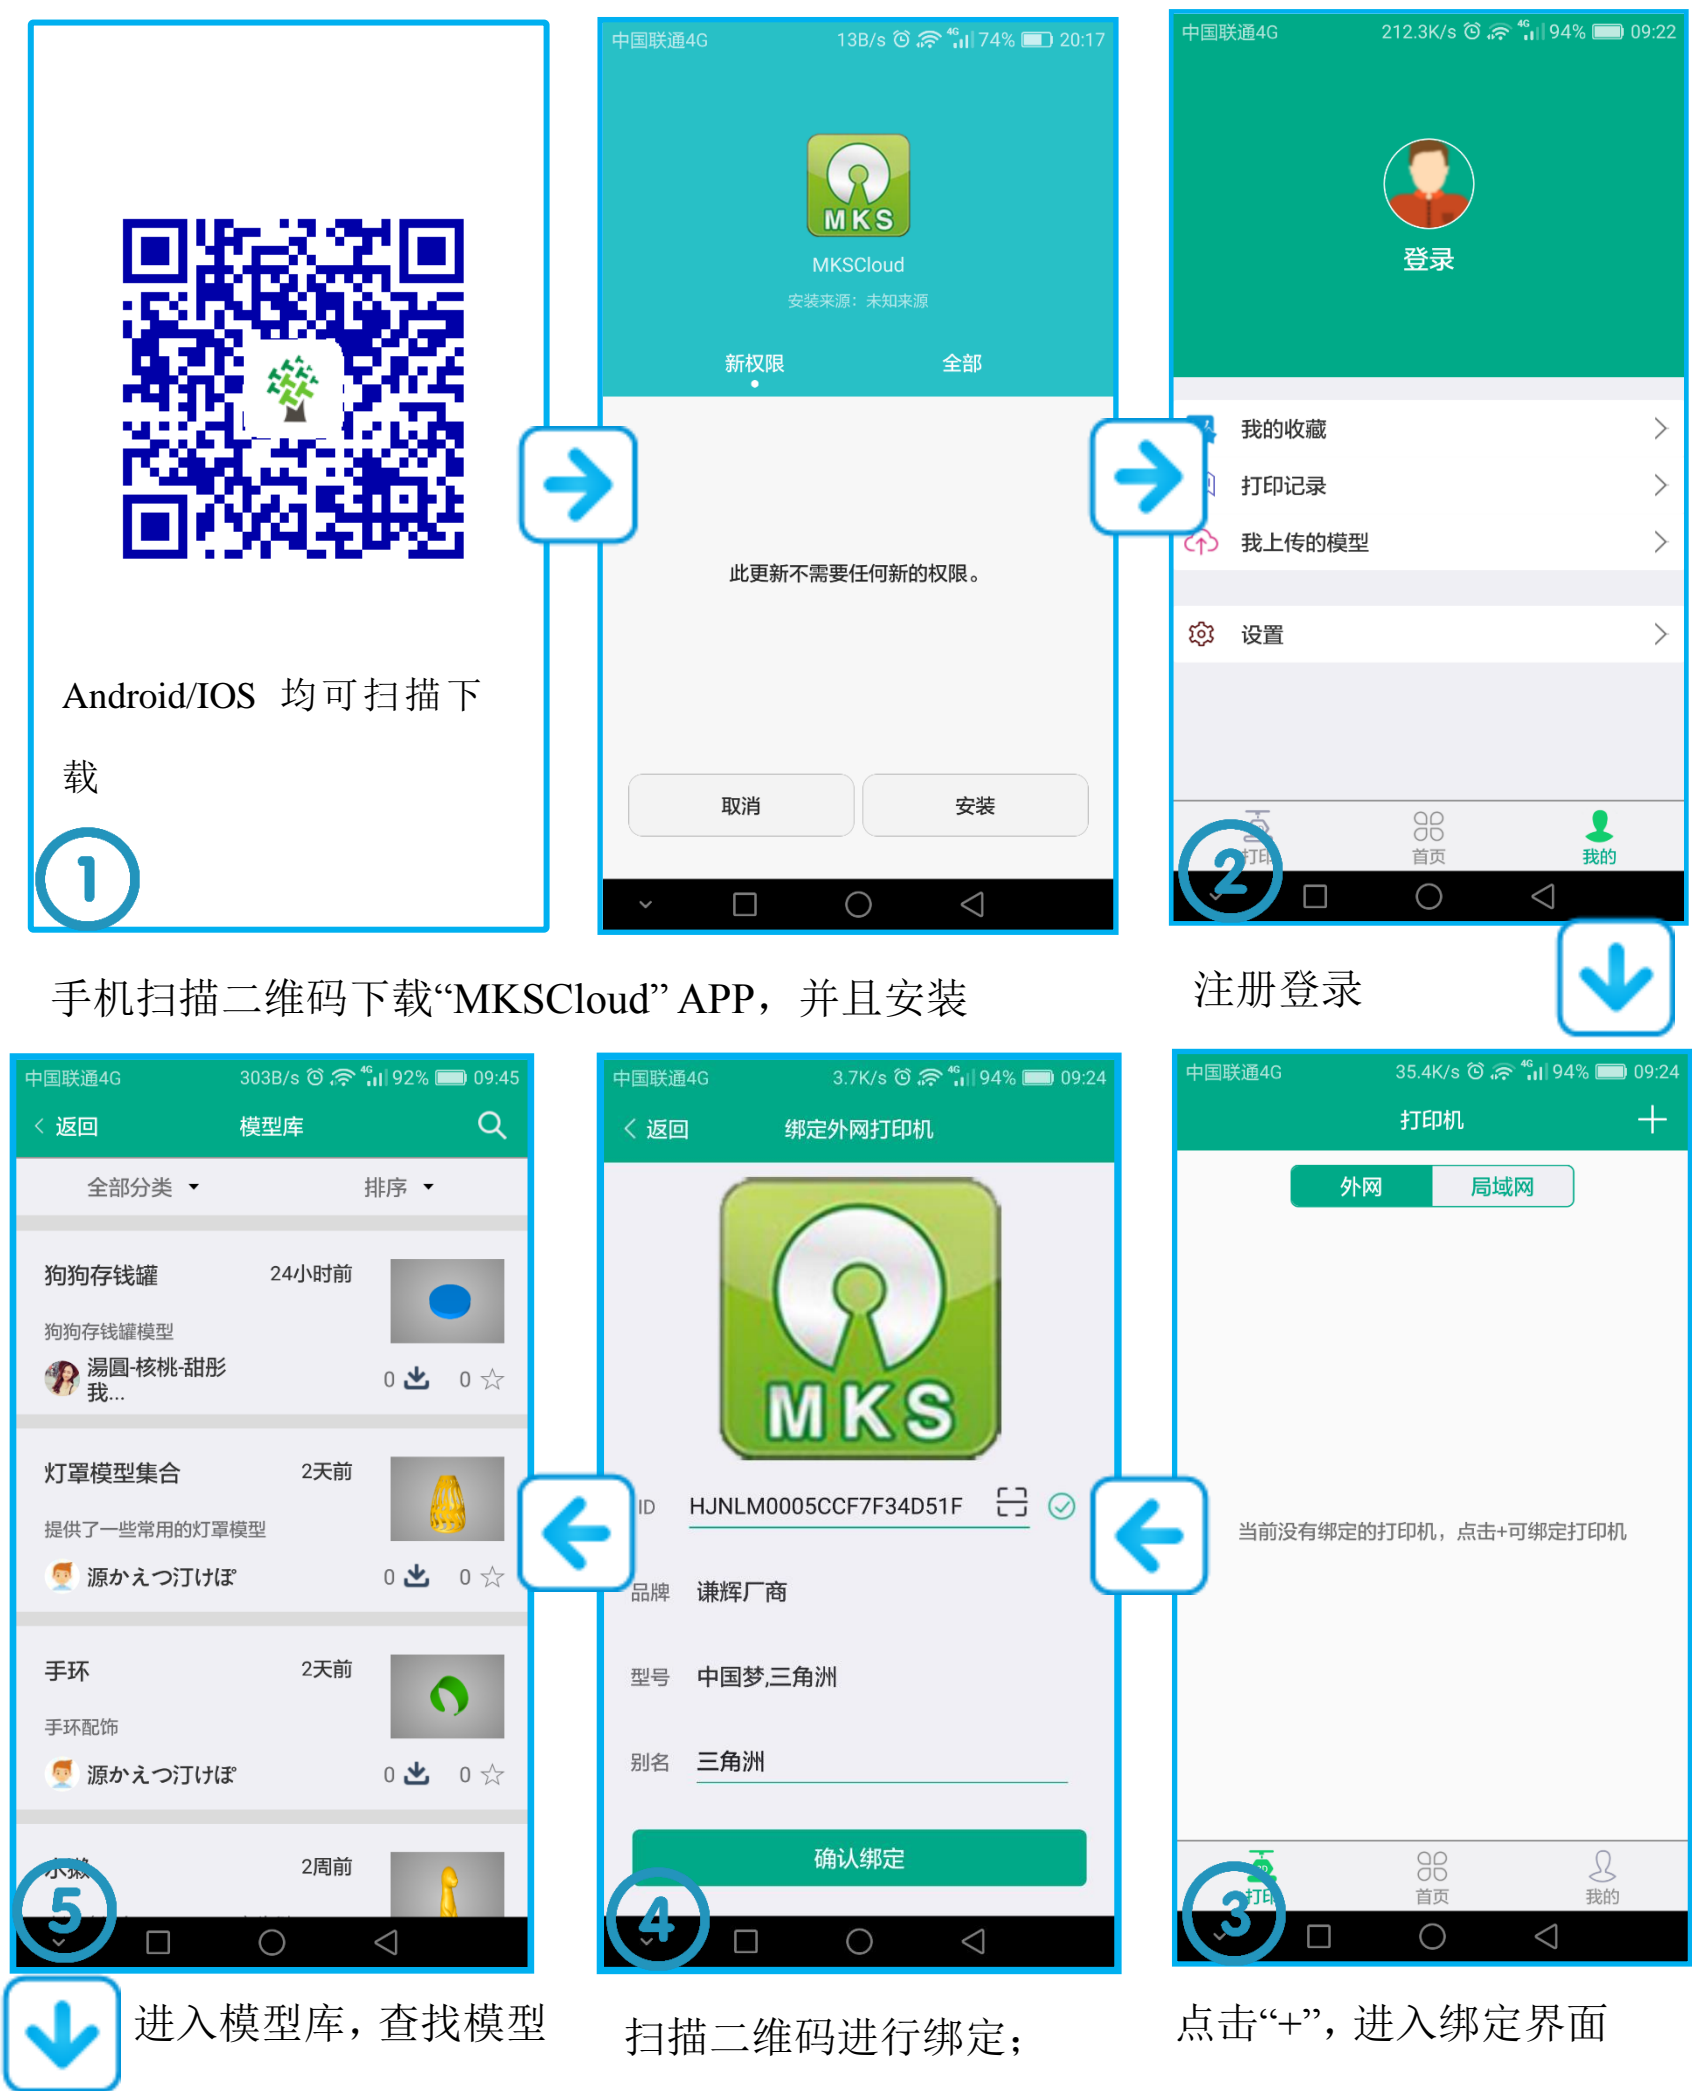 Android/IOS 均可扫描下
载
1
中国联通4G 13B/s 4G 74% 20:17
MKS
MKSCloud
安装来源：未知来源
新权限 全部
此更新不需要任何新的权限。
取消 安装
手机扫描二维码下载“MKSCloud” APP，并且安装
中国联通4G 212.3K/s 4G 94% 09:22
登录
我的收藏
打印记录
我上传的模型
设置
打印 首页 我的
2
注册登录
中国联通4G 35.4K/s 4G 94% 09:24
打印机
外网 局域网
当前没有绑定的打印机，点击+可绑定打印机
打印 首页 我的
3
点击“+”，进入绑定界面
中国联通4G 3.7K/s 4G 94% 09:24
返回 绑定外网打印机
MKS
ID HJNLM0005CCF7F34D51F
品牌 谦辉厂商
型号 中国梦,三角洲
别名 三角洲
确认绑定
4
扫描二维码进行绑定；
中国联通4G 303B/s 4G 92% 09:45
返回 模型库
全部分类 排序
狗狗存钱罐 24小时前
狗狗存钱罐模型
湯圓-核桃-甜彤
我...
0 0
灯罩模型集合 2天前
提供了一些常用的灯罩模型
源かえつ汀けぽ 0 0
手环 2天前
手环配饰
源かえつ汀けぽ 0 0
2周前
5
进入模型库，查找模型